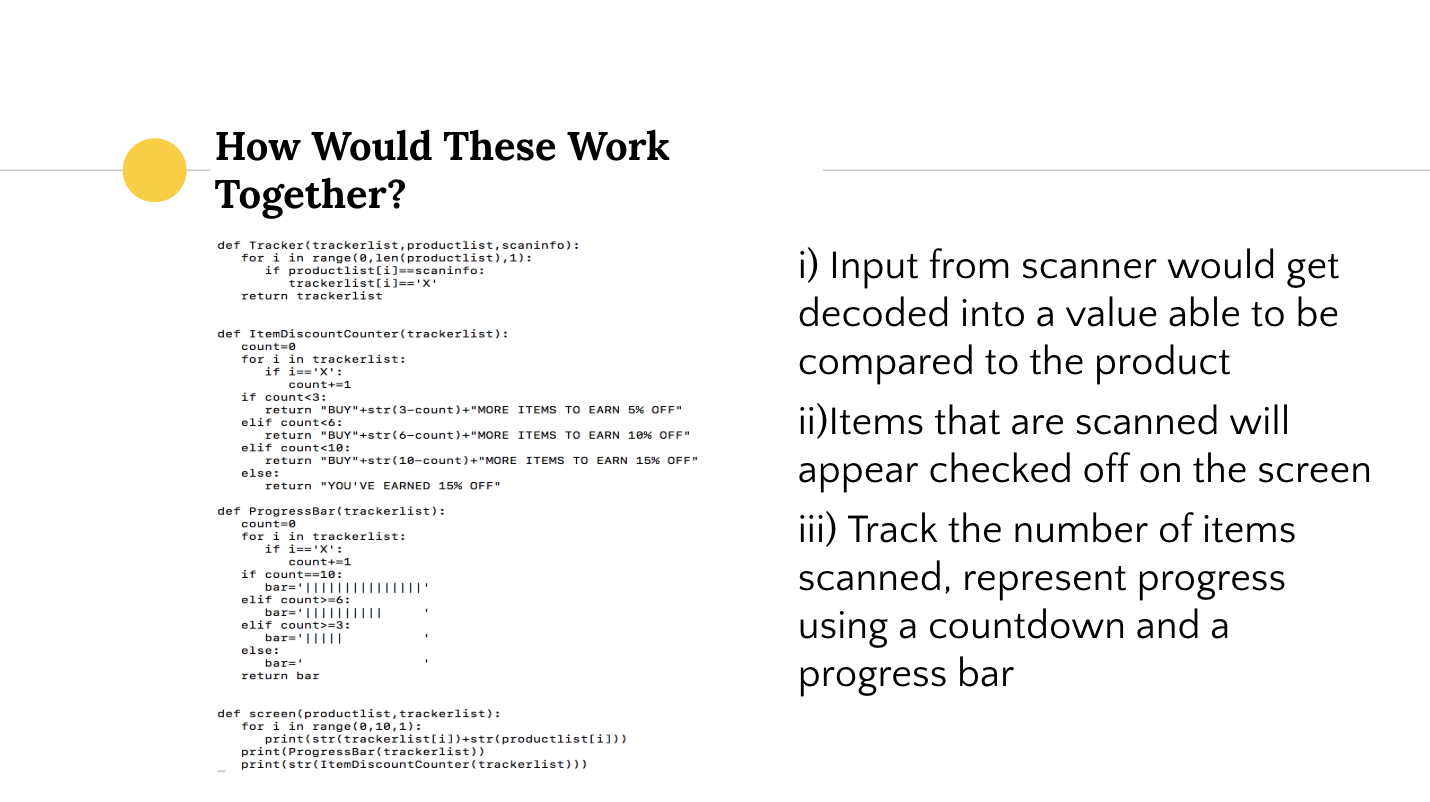 How Would These Work
Together?
def Tracker(trackerlist,productlist,scaninfo):
   for i in range(0,len(productlist),1):
      if productlist[i]==scaninfo:
         trackerlist[i]=='X'
   return trackerlist
def ItemDiscountCounter(trackerlist):
   count=0
   for i in trackerlist:
      if i=='X':
         count+=1
   if count<3:
      return "BUY"+str(3-count)+"MORE ITEMS TO EARN 5% OFF"
   elif count<6:
      return "BUY"+str(6-count)+"MORE ITEMS TO EARN 10% OFF"
   elif count<10:
      return "BUY"+str(10-count)+"MORE ITEMS TO EARN 15% OFF"
   else:
      return "YOU'VE EARNED 15% OFF"
def ProgressBar(trackerlist):
   count=0
   for i in trackerlist:
      if i=='X':
         count+=1
   if count==10:
      bar='|||||||||||||||'
   elif count>=6:
      bar='||||||||||     '
   elif count>=3:
      bar='|||||          '
   else:
      bar='               '
   return bar
def screen(productlist,trackerlist):
   for i in range(0,10,1):
      print(str(trackerlist[i])+str(productlist[i]))
   print(ProgressBar(trackerlist))
   print(str(ItemDiscountCounter(trackerlist)))
i) Input from scanner would get
decoded into a value able to be
compared to the product
ii)Items that are scanned will
appear checked off on the screen
iii) Track the number of items
scanned, represent progress
using a countdown and a
progress bar